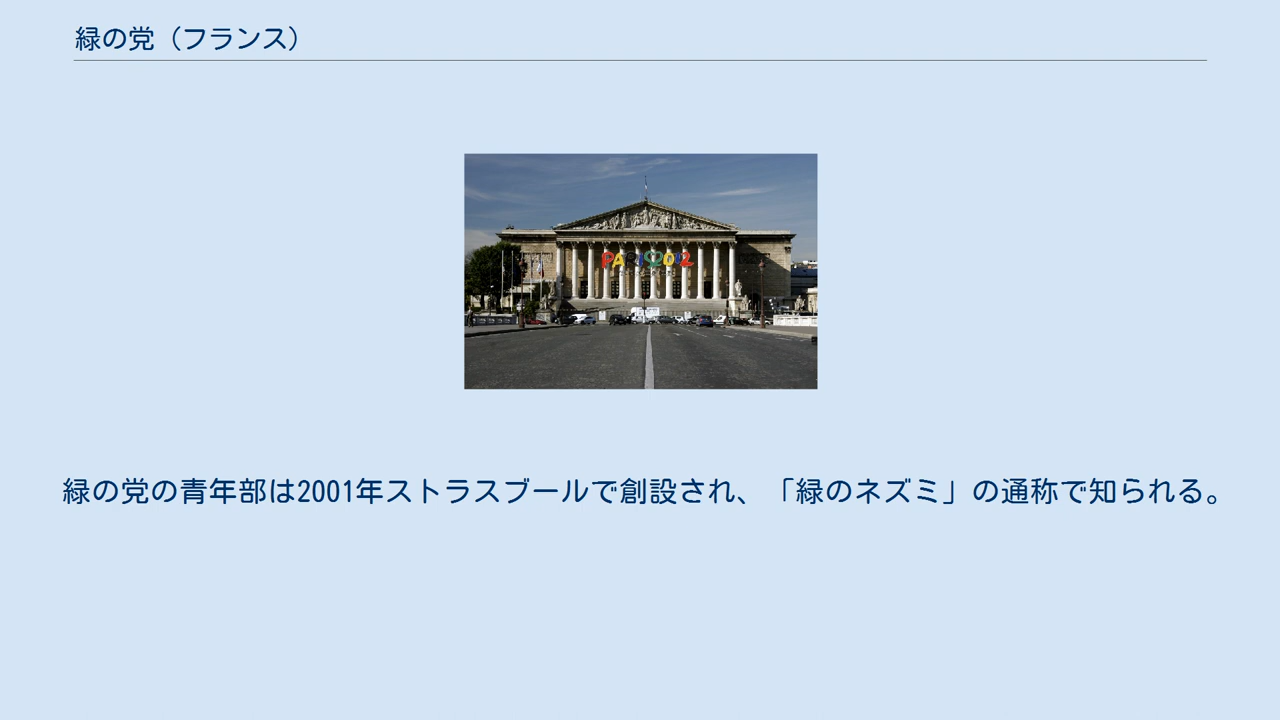 緑の党（フランス）
PARIS2012
緑の党の青年部は2001年ストラスブールで創設され、「緑のネズミ」の通称で知られる。